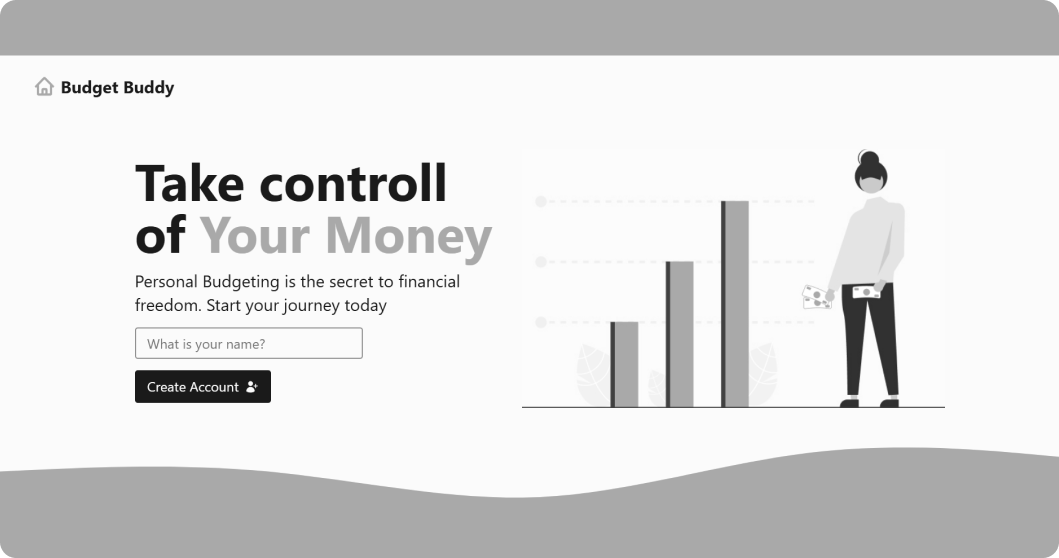 Budget Buddy
Take controll
of Your Money
Personal Budgeting is the secret to financial
freedom. Start your journey today
What is your name?
Create Account